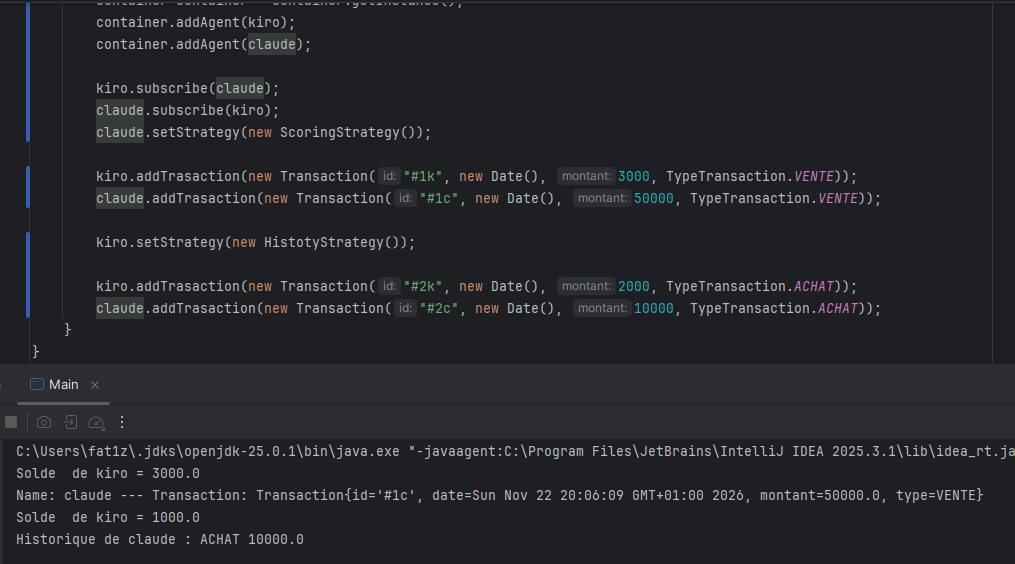 container.addAgent(kiro);
container.addAgent(claude);
kiro.subscribe(claude);
claude.subscribe(kiro);
claude.setStrategy(new ScoringStrategy());
kiro.addTrasaction(new Transaction( id: "#1k", new Date(), montant: 3000, TypeTransaction.VENTE));
claude.addTrasaction(new Transaction( id: "#1c", new Date(), montant: 50000, TypeTransaction.VENTE));
kiro.setStrategy(new HistotyStrategy());
kiro.addTrasaction(new Transaction( id: "#2k", new Date(), montant: 2000, TypeTransaction.ACHAT));
claude.addTrasaction(new Transaction( id: "#2c", new Date(), montant: 10000, TypeTransaction.ACHAT));
}
}
Main ×
C:\Users\fat1z\.jdks\openjdk-25.0.1\bin\java.exe "-javaagent:C:\Program Files\JetBrains\IntelliJ IDEA 2025.3.1\lib\idea_rt.ja
Solde  de kiro = 3000.0
Name: claude --- Transaction: Transaction{id='#1c', date=Sun Nov 22 20:06:09 GMT+01:00 2026, montant=50000.0, type=VENTE}
Solde  de kiro = 1000.0
Historique de claude : ACHAT 10000.0